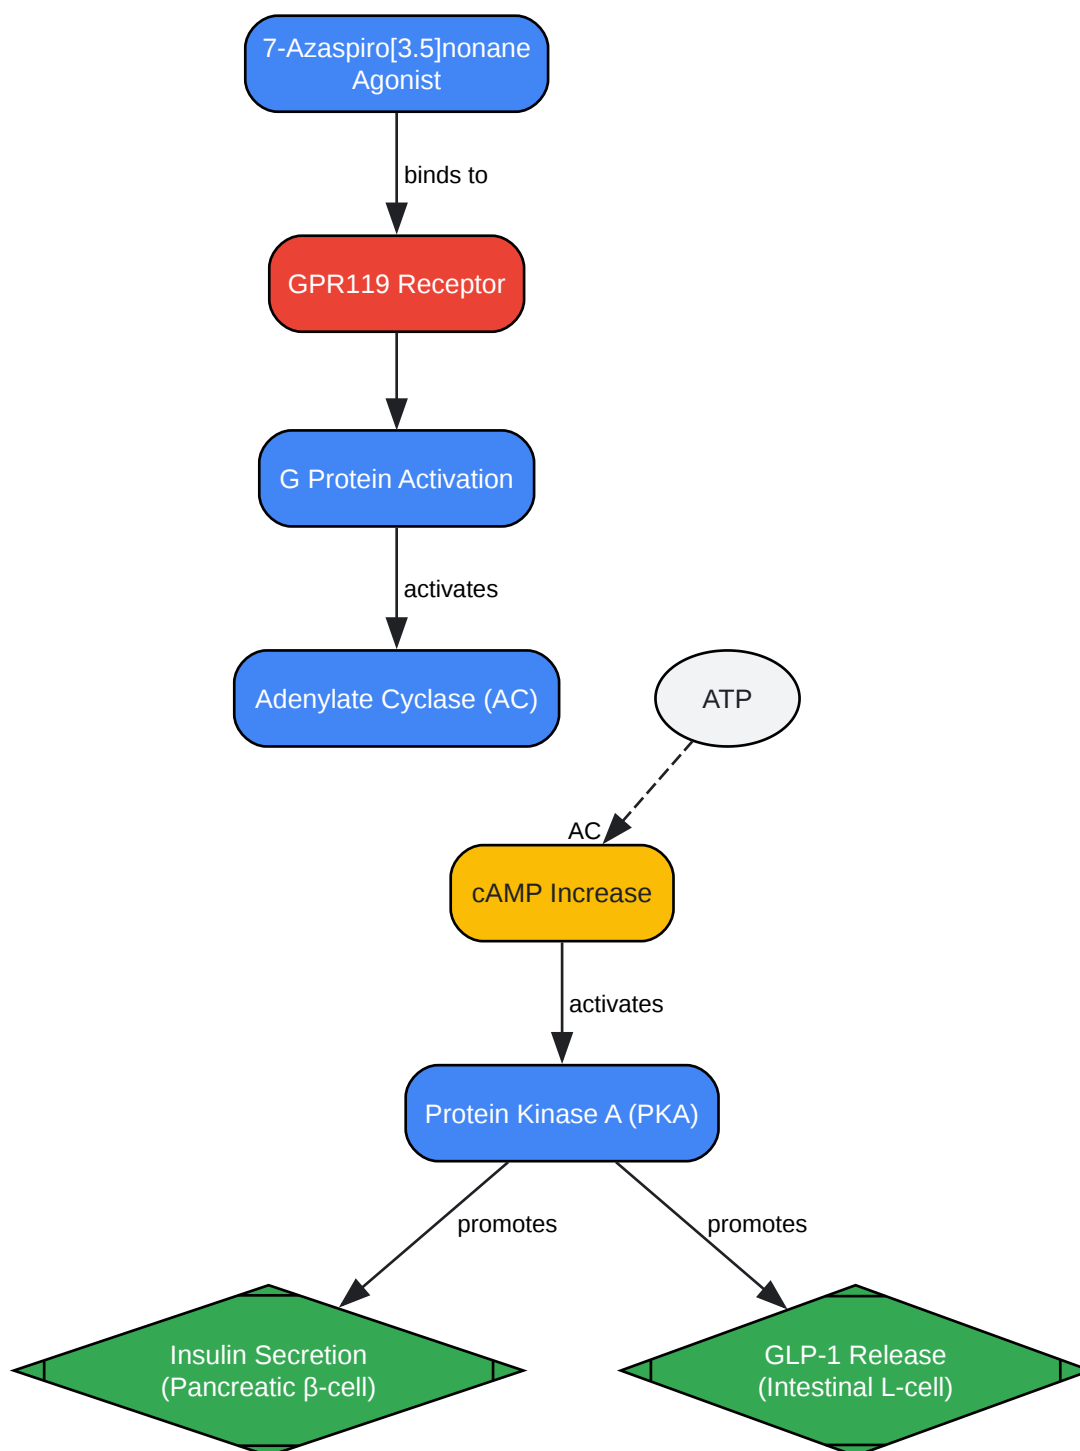 7-Azaspiro[3.5]nonane
Agonist
binds to
GPR119 Receptor
G Protein Activation
activates
Adenylate Cyclase (AC)
ATP
AC
cAMP Increase
activates
Protein Kinase A (PKA)
promotes
promotes
Insulin Secretion
(Pancreatic β-cell)
GLP-1 Release
(Intestinal L-cell)